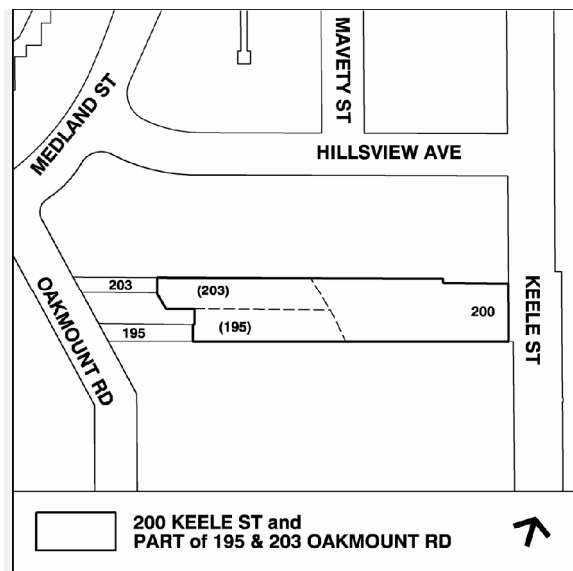 MEDLAND ST
MAVETY ST
HILLSVIEW AVE
OAKMOUNT RD
203
(203)
200
KEELE ST
195
(195)
200 KEELE ST and
PART of 195 & 203 OAKMOUNT RD